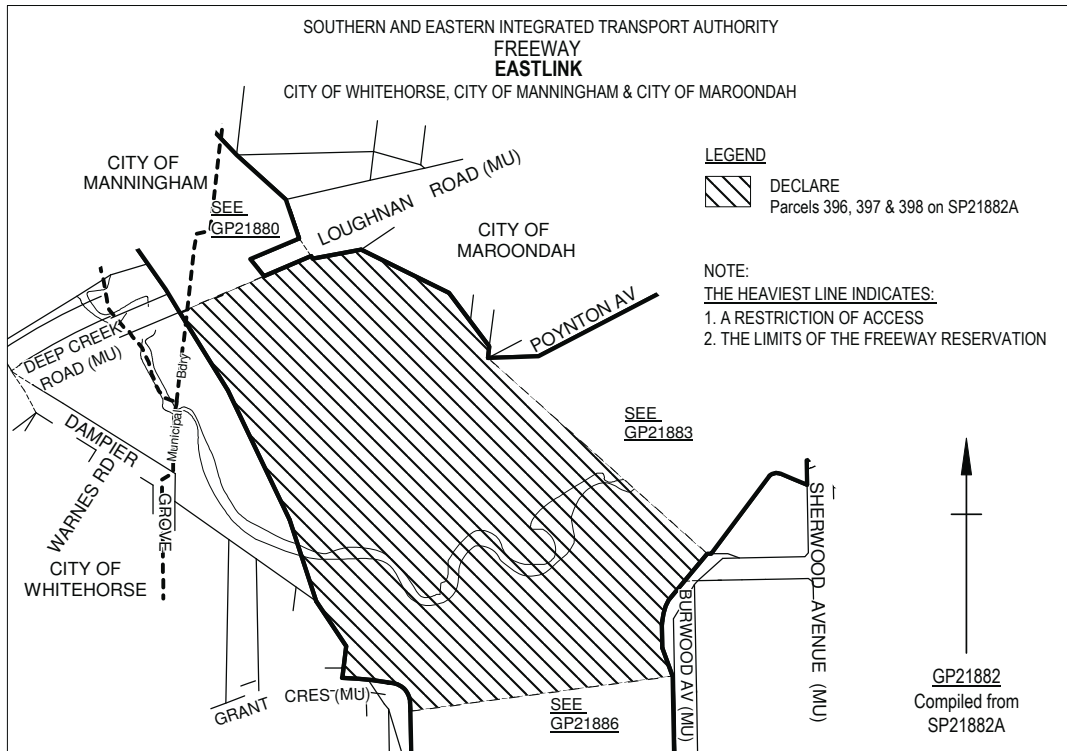 SOUTHERN AND EASTERN INTEGRATED TRANSPORT AUTHORITY
FREEWAY
EASTLINK
CITY OF WHITEHORSE, CITY OF MANNINGHAM & CITY OF MAROONDAH
LEGEND
DECLARE
Parcels 396, 397 & 398 on SP21882A
NOTE:
THE HEAVIEST LINE INDICATES:
1. A RESTRICTION OF ACCESS
2. THE LIMITS OF THE FREEWAY RESERVATION
CITY OF
MANNINGHAM
SEE
GP21880
LOUGHNAN ROAD (MU)
CITY OF
MAROONDAH
POYNTON AV
DEEP CREEK
ROAD (MU)
Municipal Bdry
DAMPIER
GROVE
WARNES RD
CITY OF
WHITEHORSE
SEE
GP21883
SHERWOOD AVENUE (MU)
BURWOOD AV (MU)
GRANT CRES (MU)
SEE
GP21886
GP21882
Compiled from
SP21882A